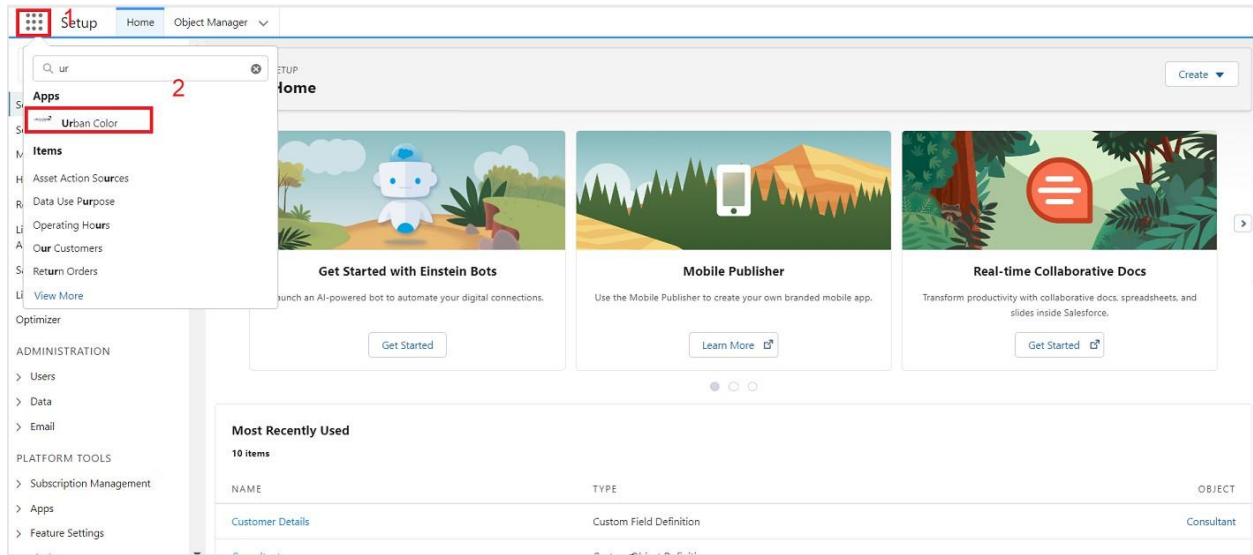 1
Setup
Home
Object Manager
ur
2
Apps
Urban Color
Items
Asset Action Sources
Data Use Purpose
Operating Hours
Our Customers
Return Orders
View More
Optimizer
ADMINISTRATION
Users
Data
Email
PLATFORM TOOLS
Subscription Management
Apps
Feature Settings
Home
Create
Get Started with Einstein Bots
AI-powered bot to automate your digital connections.
Get Started
Mobile Publisher
Use the Mobile Publisher to create your own branded mobile app.
Learn More
Real-time Collaborative Docs
Transform productivity with collaborative docs, spreadsheets, and
slides inside Salesforce.
Get Started
Most Recently Used
10 items
NAME TYPE OBJECT
Customer Details Custom Field Definition Consultant